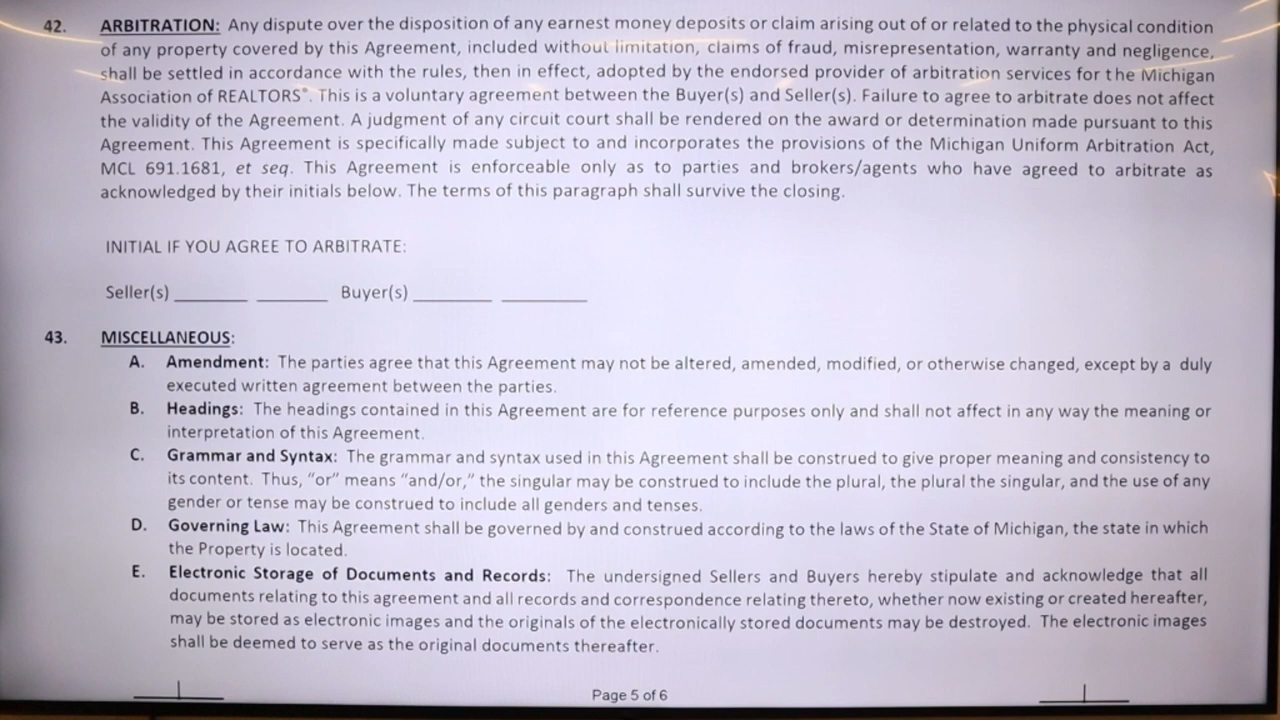 42. ARBITRATION: Any dispute over the disposition of any earnest money deposits or claim arising out of or related to the physical condition
of any property covered by this Agreement, included without limitation, claims of fraud, misrepresentation, warranty and negligence,
shall be settled in accordance with the rules, then in effect, adopted by the endorsed provider of arbitration services for the Michigan
Association of REALTORS®. This is a voluntary agreement between the Buyer(s) and Seller(s). Failure to agree to arbitrate does not affect
the validity of the Agreement. A judgment of any circuit court shall be rendered on the award or determination made pursuant to this
Agreement. This Agreement is specifically made subject to and incorporates the provisions of the Michigan Uniform Arbitration Act,
MCL 691.1681, et seq. This Agreement is enforceable only as to parties and brokers/agents who have agreed to arbitrate as
acknowledged by their initials below. The terms of this paragraph shall survive the closing.
INITIAL IF YOU AGREE TO ARBITRATE:
Seller(s) ________ ________ Buyer(s) ________ ________
43. MISCELLANEOUS:
A. Amendment: The parties agree that this Agreement may not be altered, amended, modified, or otherwise changed, except by a duly
executed written agreement between the parties.
B. Headings: The headings contained in this Agreement are for reference purposes only and shall not affect in any way the meaning or
interpretation of this Agreement.
C. Grammar and Syntax: The grammar and syntax used in this Agreement shall be construed to give proper meaning and consistency to
its content. Thus, “or” means “and/or,” the singular may be construed to include the plural, the plural the singular, and the use of any
gender or tense may be construed to include all genders and tenses.
D. Governing Law: This Agreement shall be governed by and construed according to the laws of the State of Michigan, the state in which
the Property is located.
E. Electronic Storage of Documents and Records: The undersigned Sellers and Buyers hereby stipulate and acknowledge that all
documents relating to this agreement and all records and correspondence relating thereto, whether now existing or created hereafter,
may be stored as electronic images and the originals of the electronically stored documents may be destroyed. The electronic images
shall be deemed to serve as the original documents thereafter.
Page 5 of 6